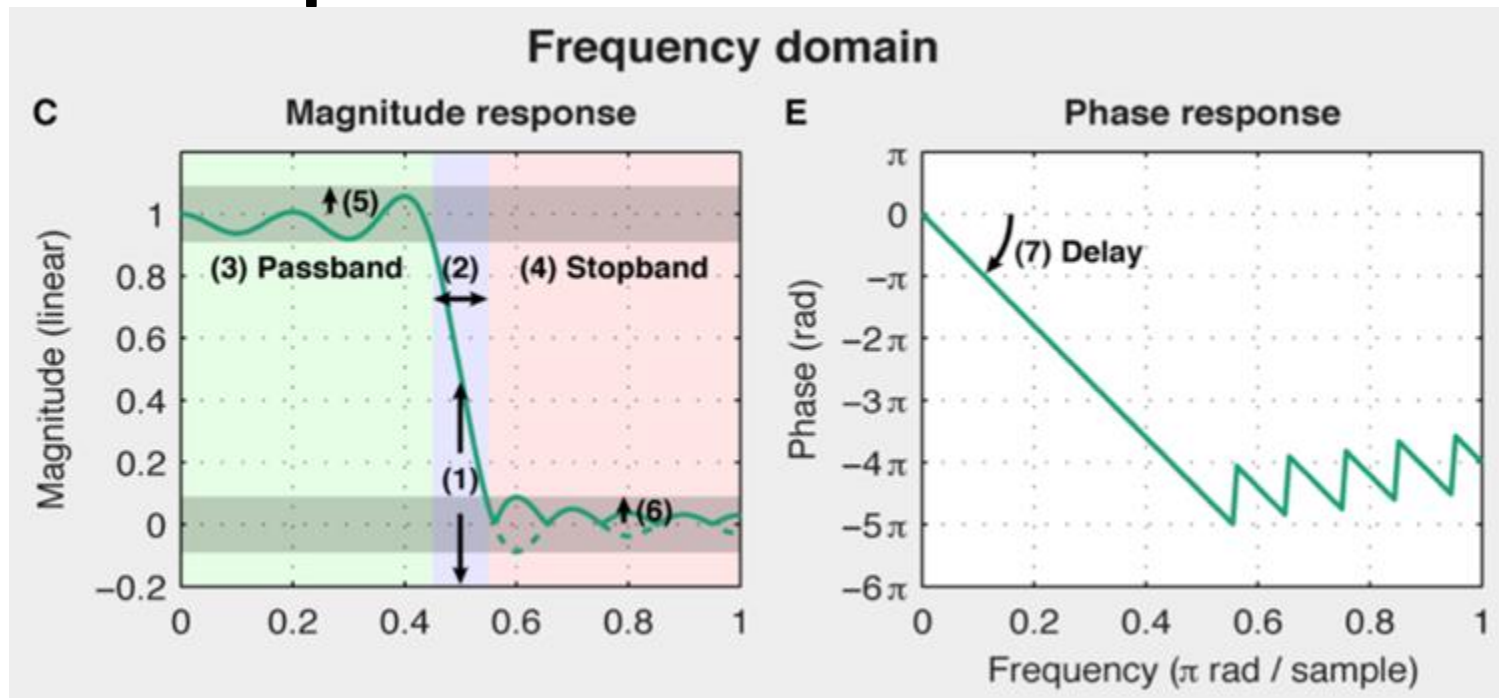 Frequency domain
C
Magnitude response
Magnitude (linear)
1
0.8
0.6
0.4
0.2
0
−0.2
(5)
(3) Passband
(2)
(4) Stopband
(1)
(6)
0 0.2 0.4 0.6 0.8 1
E
Phase response
Phase (rad)
π
0
−π
−2π
−3π
−4π
−5π
−6π
(7) Delay
0 0.2 0.4 0.6 0.8 1
Frequency (π rad / sample)